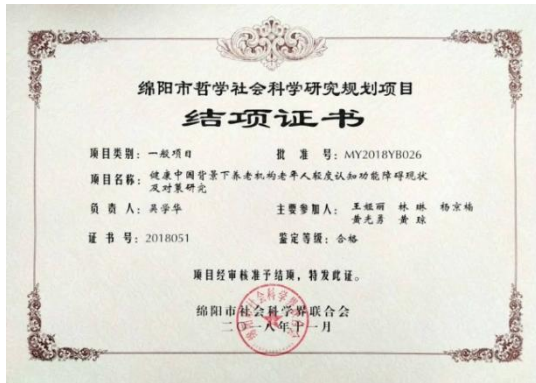 绵阳市哲学社会科学研究规划项目
结项证书
项目类别：一般项目 批准号：MY2018YB026
项目名称：健康中国背景下养老机构老年人轻度认知功能障碍现状
及对策研究
负责人：吴学华 主要参加人：王娅丽 林琳 杨京楠
黄光勇 黄琼
证书号：2018051 鉴定等级：合格
项目经审核准予结项，特发此证。
绵阳市社会科学界联合会
二〇一八年十一月